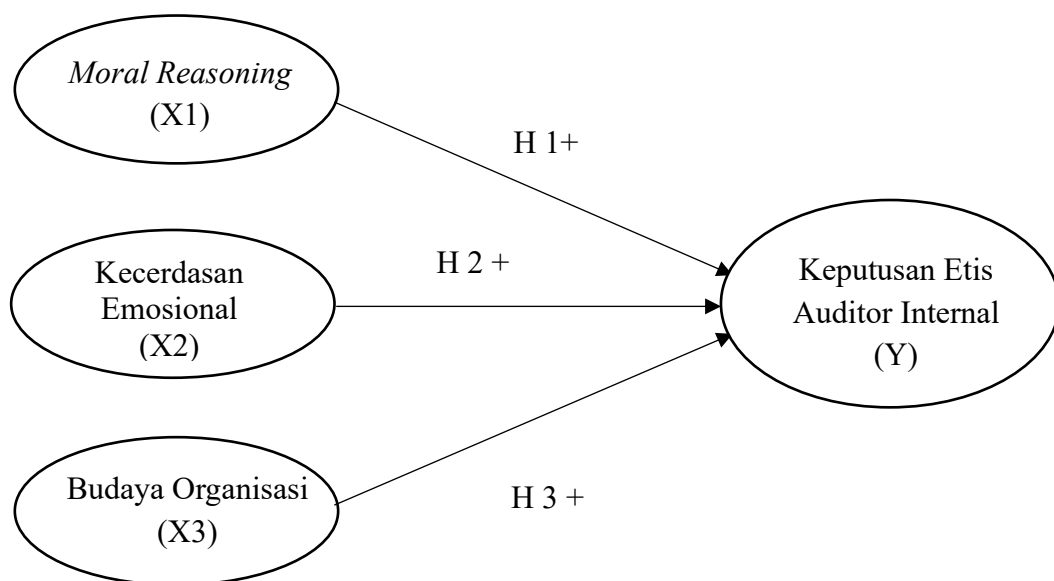 Moral Reasoning
(X1)
H 1+
Kecerdasan
Emosional
(X2)
H 2 +
Keputusan Etis
Auditor Internal
(Y)
Budaya Organisasi
(X3)
H 3 +